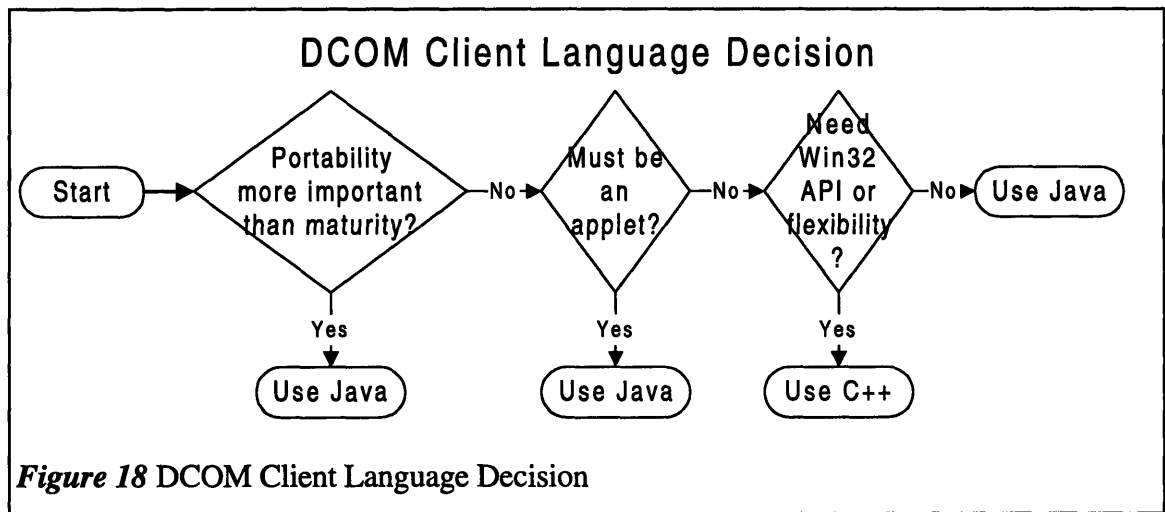 DCOM Client Language Decision
Start
Portability
more important
than maturity?
No
Must be
an
applet?
No
Need
Win32
API or
flexibility
?
No
Use Java
Yes
Yes
Yes
Use Java
Use Java
Use C++
Figure 18 DCOM Client Language Decision